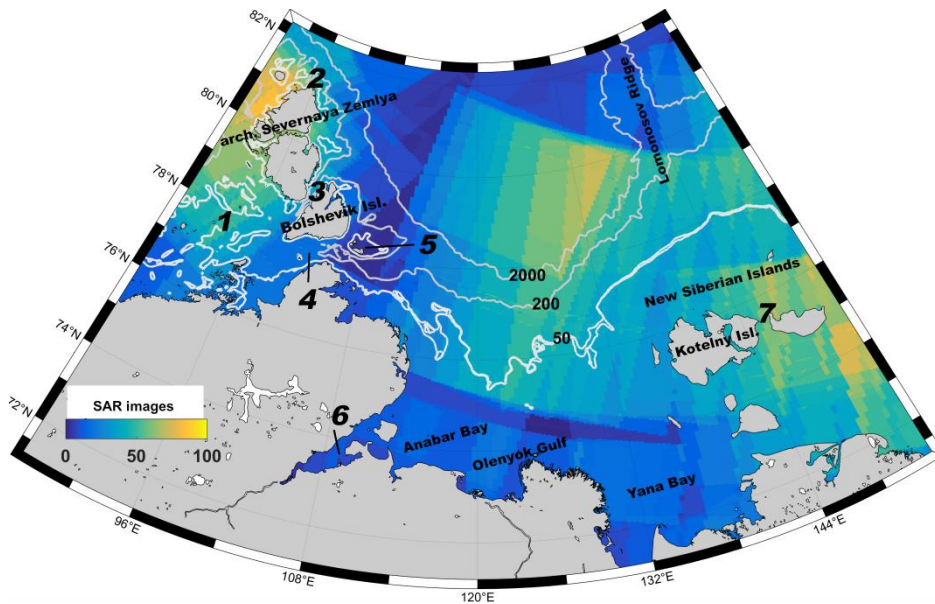 82°N
80°N
78°N
76°N
74°N
72°N
2
arch. Severnaya Zemlya
Lomonosov Ridge
1
3
Bolshevik Isl.
5
4
2000
200
50
New Siberian Islands
7
Kotelny Isl.
SAR images
0 50 100
6
Anabar Bay
Olenyok Gulf
Yana Bay
96°E
108°E
120°E
132°E
144°E